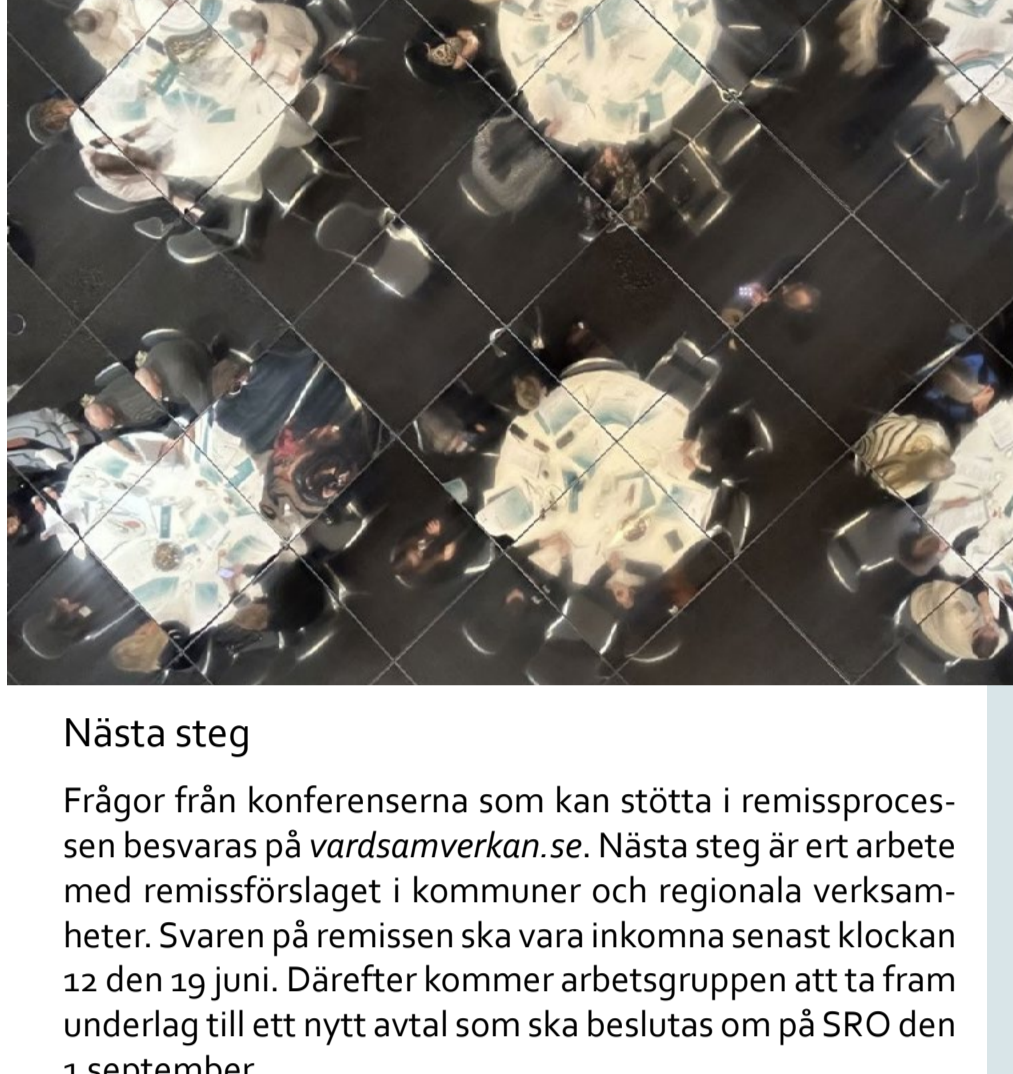 Nästa steg
Frågor från konferenserna som kan stötta i remissproces-
sen besvaras på vardsamverkan.se. Nästa steg är ert arbete
med remissförslaget i kommuner och regionala verksam-
heter. Svaren på remissen ska vara inkomna senast klockan
12 den 19 juni. Därefter kommer arbetsgruppen att ta fram
underlag till ett nytt avtal som ska beslutas om på SRO den
1 september.